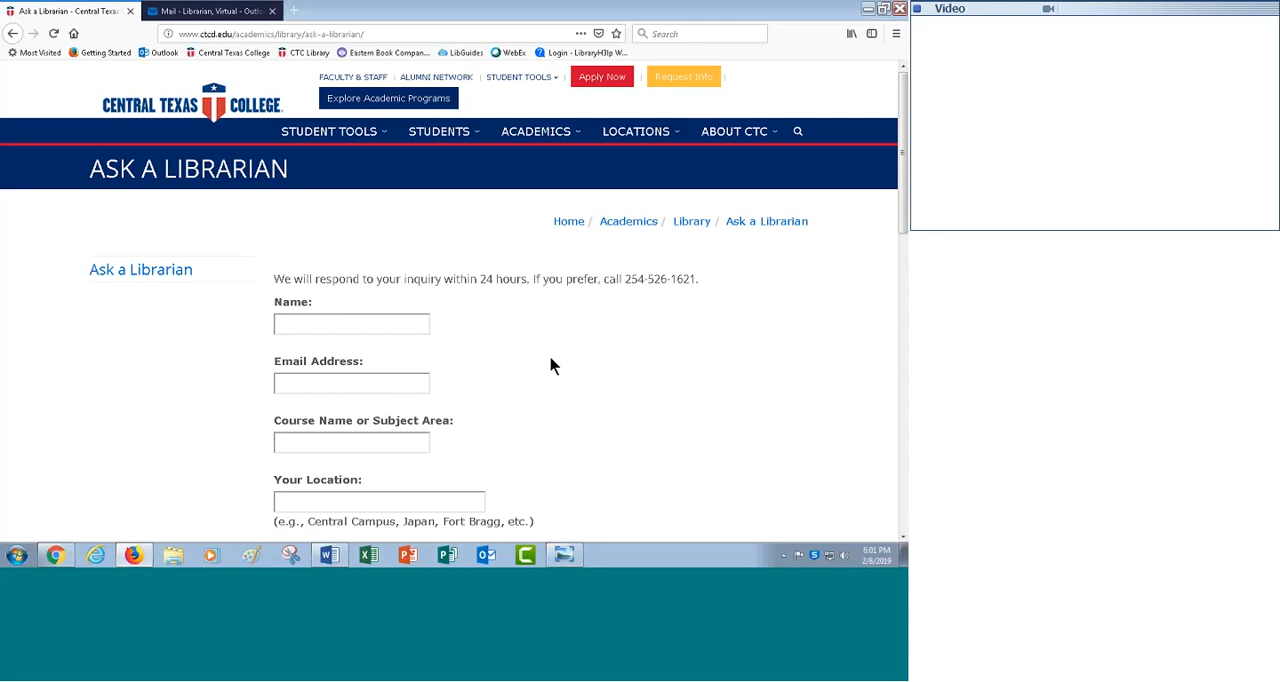 Ask a Librarian - Central Texas
Mail - Librarian, Virtual - Outlo
Video
www.ctcd.edu/academics/library/ask-a-librarian/
Search
Most Visited Getting Started Outlook Central Texas College CTC Library Eastern Book Compan... LibGuides WebEx Login - LibraryH3lp W...
FACULTY & STAFF ALUMNI NETWORK STUDENT TOOLS Apply Now Request Info
CENTRAL TEXAS COLLEGE
Explore Academic Programs
STUDENT TOOLS STUDENTS ACADEMICS LOCATIONS ABOUT CTC
ASK A LIBRARIAN
Home / Academics / Library / Ask a Librarian
Ask a Librarian
We will respond to your inquiry within 24 hours. If you prefer, call 254-526-1621.
Name:
Email Address:
Course Name or Subject Area:
Your Location:
(e.g., Central Campus, Japan, Fort Bragg, etc.)
6:01 PM
2/8/2019